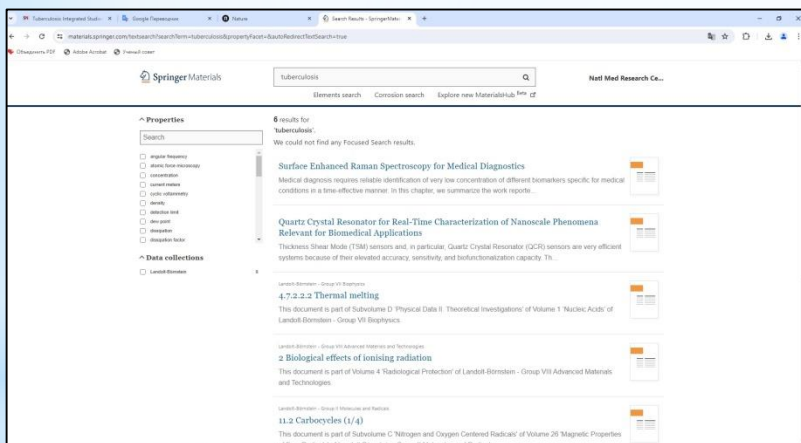 Tuberculosis Integrated Studi
Google Переводчик
Nature
Search Results - SpringerMate
materials.springer.com/textsearch?searchTerm=tuberculosis&propertyFacet=&autoRedirectTextSearch=true
Объединить PDF
Adobe Acrobat
Ученый совет
Springer Materials
tuberculosis
Natl Med Research Ce...
Elements search Corrosion search Explore new MaterialsHub Beta
Properties
Search
angular frequency
atomic force microscopy
concentration
current meters
cyclic voltammetry
density
detection limit
dew point
dissipation
dissipation factor
Data collections
Landolt-Börnstein
6 results for
'tuberculosis'.
We could not find any Focused Search results.
Surface Enhanced Raman Spectroscopy for Medical Diagnostics
Medical diagnosis requires reliable identification of very low concentration of different biomarkers specific for medical
conditions in a time-effective manner. In this chapter, we summarize the work reporte...
Quartz Crystal Resonator for Real-Time Characterization of Nanoscale Phenomena
Relevant for Biomedical Applications
Thickness Shear Mode (TSM) sensors and, in particular, Quartz Crystal Resonator (QCR) sensors are very efficient
systems because of their elevated accuracy, sensitivity, and biofunctionalization capacity. Th...
Landolt-Börnstein - Group VII Biophysics
4.7.2.2.2 Thermal melting
This document is part of Subvolume D 'Physical Data II. Theoretical Investigations' of Volume 1 'Nucleic Acids' of
Landolt-Börnstein - Group VII Biophysics.
Landolt-Börnstein - Group VIII Advanced Materials and Technologies
2 Biological effects of ionising radiation
This document is part of Volume 4 'Radiological Protection' of Landolt-Börnstein - Group VIII Advanced Materials
and Technologies.
Landolt-Börnstein - Group II Molecules and Radicals
11.2 Carbocycles (1/4)
This document is part of Subvolume C 'Nitrogen and Oxygen Centered Radicals' of Volume 26 'Magnetic Properties